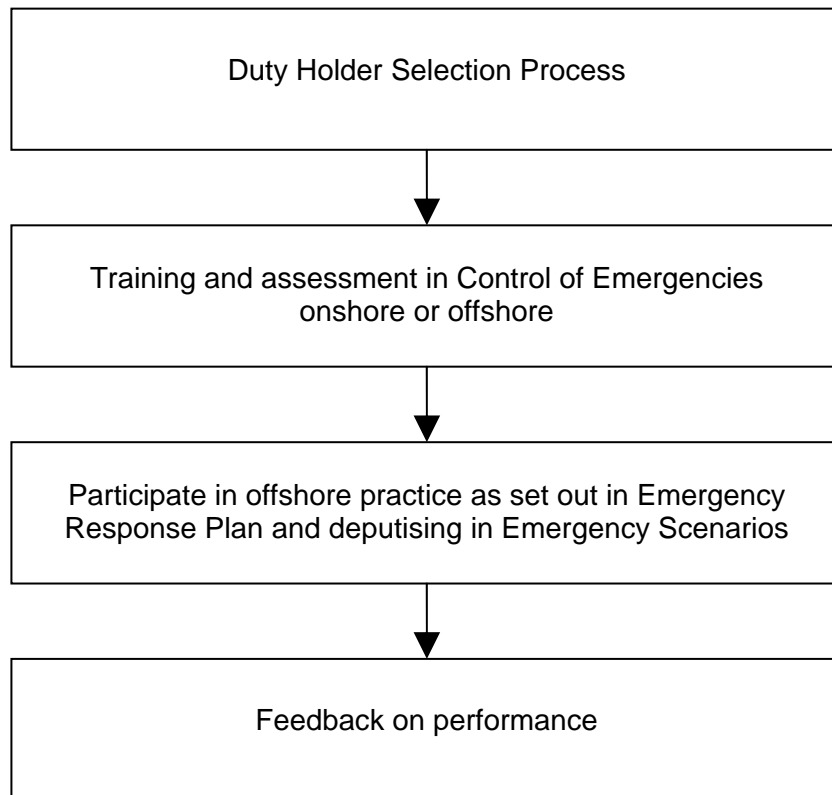 Duty Holder Selection Process
Training and assessment in Control of Emergencies
onshore or offshore
Participate in offshore practice as set out in Emergency
Response Plan and deputising in Emergency Scenarios
Feedback on performance